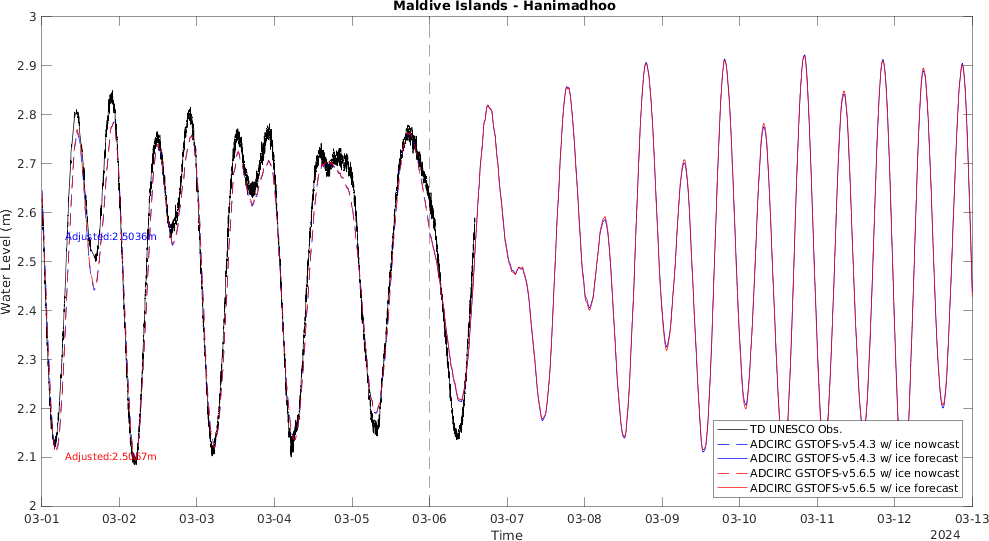 Maldive Islands - Hanimadhoo
3
2.9
2.8
2.7
2.6
2.5
2.4
2.3
2.2
2.1
2
Water Level (m)
Adjusted:2.5036m
Adjusted:2.5067m
TD UNESCO Obs.
ADCIRC GSTOFS-v5.4.3 w/ ice nowcast
ADCIRC GSTOFS-v5.4.3 w/ ice forecast
ADCIRC GSTOFS-v5.6.5 w/ ice nowcast
ADCIRC GSTOFS-v5.6.5 w/ ice forecast
03-01 03-02 03-03 03-04 03-05 03-06 03-07 03-08 03-09 03-10 03-11 03-12 03-13
Time
2024